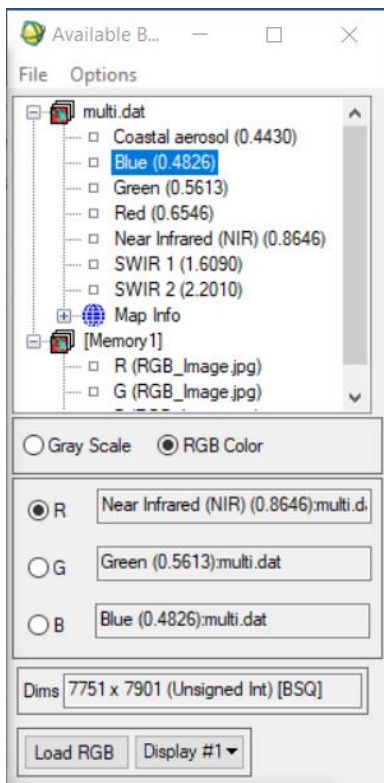 Available B...
File Options
multi.dat
Coastal aerosol (0.4430)
Blue (0.4826)
Green (0.5613)
Red (0.6546)
Near Infrared (NIR) (0.8646)
SWIR 1 (1.6090)
SWIR 2 (2.2010)
Map Info
[Memory1]
R (RGB_Image.jpg)
G (RGB_Image.jpg)
Gray Scale RGB Color
R Near Infrared (NIR) (0.8646):multi.d
G Green (0.5613):multi.dat
B Blue (0.4826):multi.dat
Dims 7751 x 7901 (Unsigned Int) [BSQ]
Load RGB Display #1